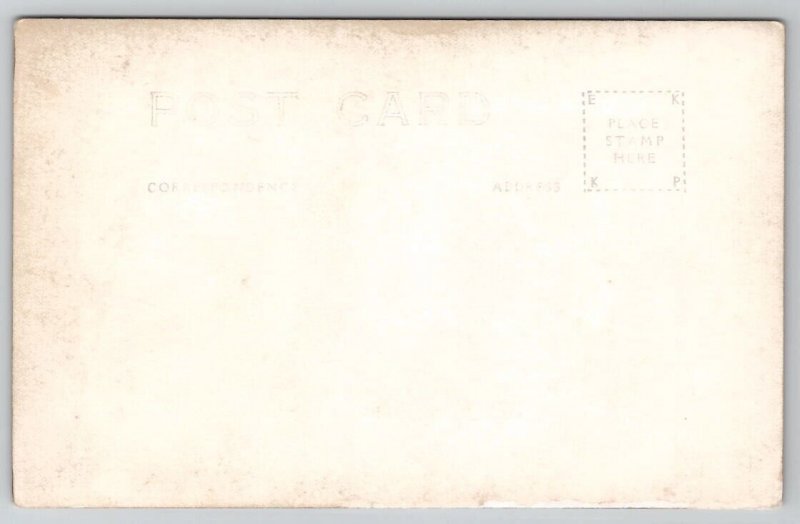 POST CARD
E K
PLACE
STAMP
HERE
K P
CORRESPONDENCE ADDRESS